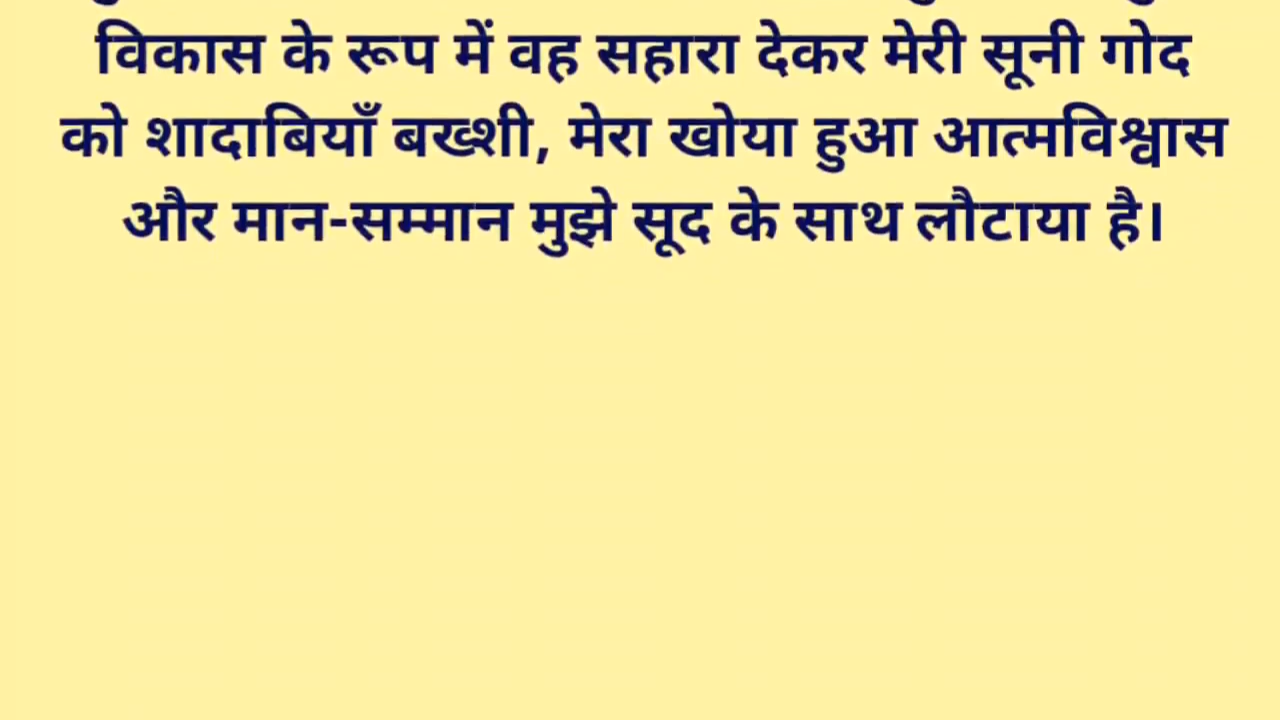 विकास के रूप में वह सहारा देकर मेरी सूनी गोद
को शादाबियाँ बख्शी, मेरा खोया हुआ आत्मविश्वास
और मान-सम्मान मुझे सूद के साथ लौटाया है।